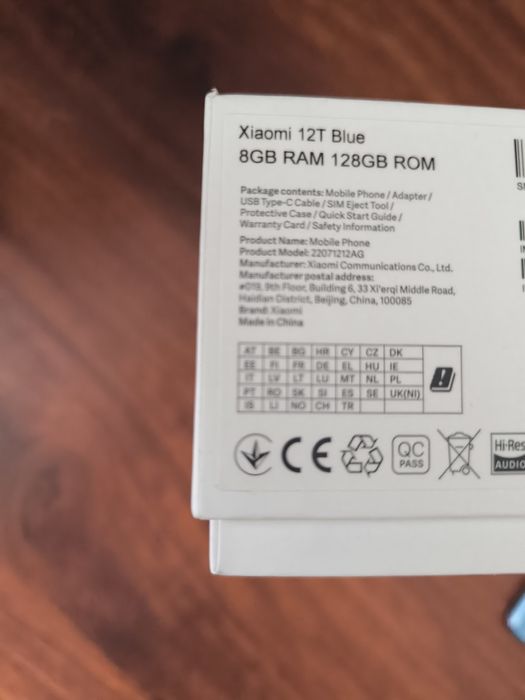 Xiaomi 12T Blue
8GB RAM 128GB ROM
Package contents: Mobile Phone / Adapter /
USB Type-C Cable / SIM Eject Tool /
Protective Case / Quick Start Guide /
Warranty Card / Safety Information
Product Name: Mobile Phone
Product Model: 22071212AG
Manufacturer: Xiaomi Communications Co., Ltd.
Manufacturer postal address:
#019, 9th Floor, Building 6, 33 Xi'erqi Middle Road,
Haidian District, Beijing, China, 100085
Brand: Xiaomi
Made in China
AT BE BG HR CY CZ DK
EE FI FR DE EL HU IE
IT LV LT LU MT NL PL
PT RO SK SI ES SE UK(NI)
IS LI NO CH TR
CE QC
PASS
Hi-Res
AUDIO